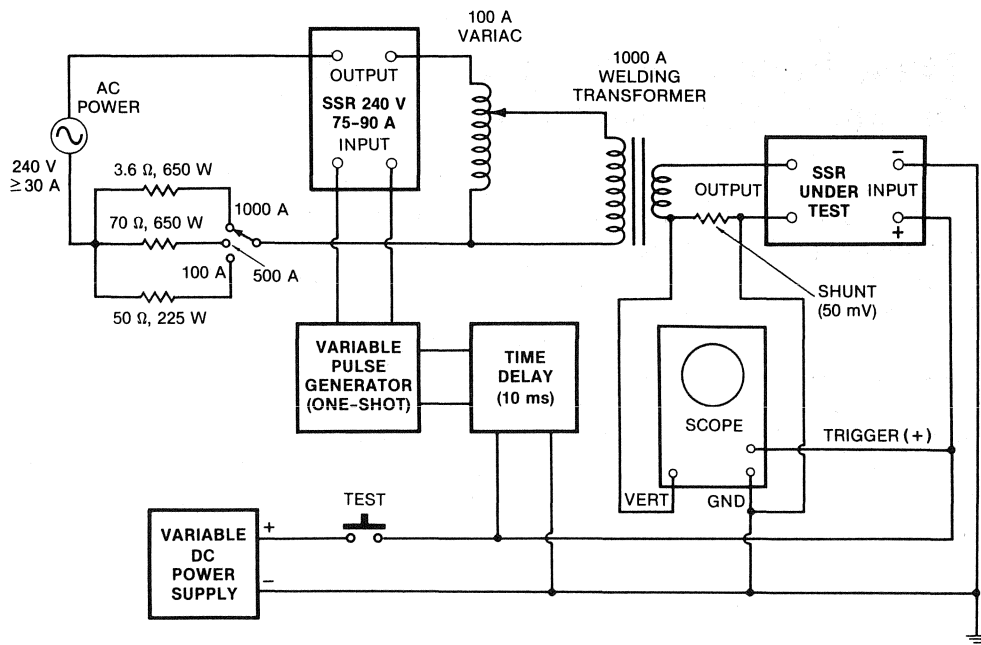 100 A
VARIAC
OUTPUT
SSR 240 V
75-90 A
INPUT
AC
POWER
240 V
≥ 30 A
3.6 Ω, 650 W
1000 A
70 Ω, 650 W
500 A
100 A
50 Ω, 225 W
1000 A
WELDING
TRANSFORMER
OUTPUT
SSR
UNDER
TEST
INPUT
−
+
SHUNT
(50 mV)
VARIABLE
PULSE
GENERATOR
(ONE-SHOT)
TIME
DELAY
(10 ms)
SCOPE
TRIGGER (+)
VERT
GND
TEST
VARIABLE
DC
POWER
SUPPLY
+
−